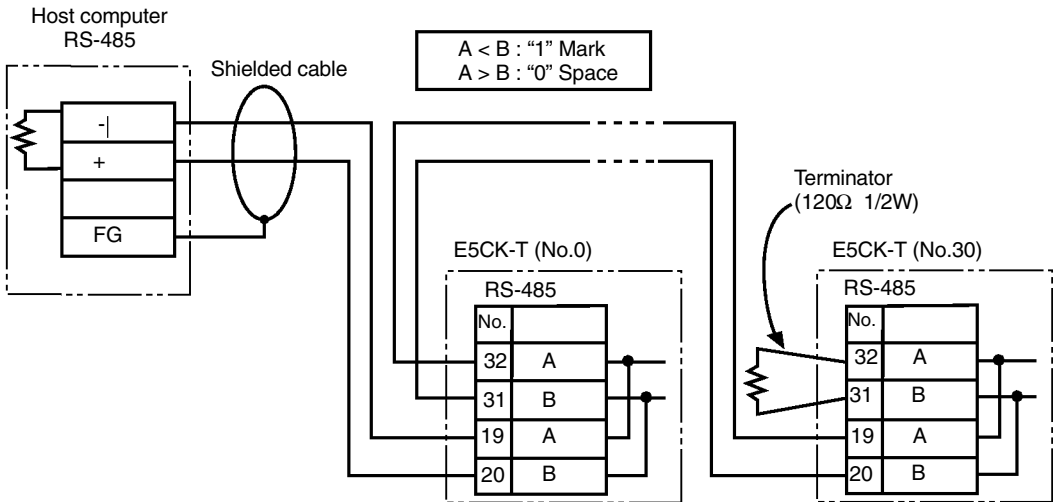 Host computer
RS-485
A < B : “1” Mark
A > B : “0” Space
Shielded cable
-|
+
FG
Terminator
(120Ω 1/2W)
E5CK-T (No.0)
RS-485
No.
32 A
31 B
19 A
20 B
E5CK-T (No.30)
RS-485
No.
32 A
31 B
19 A
20 B